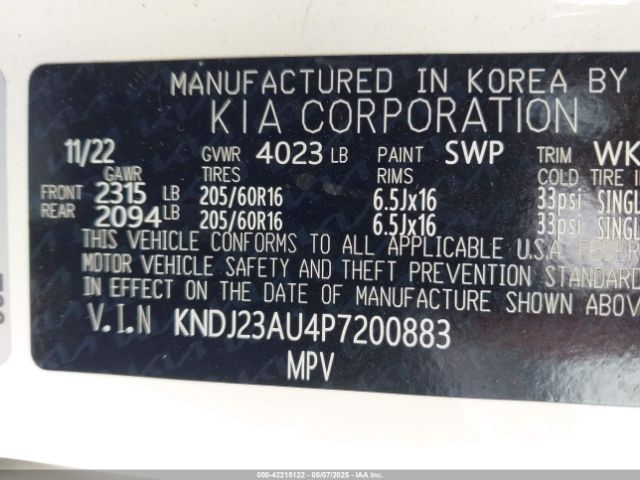 MANUFACTURED IN KOREA BY
KIA CORPORATION
11/22 GVWR 4023 LB PAINT SWP TRIM WK
GAWR TIRES RIMS COLD TIRE
FRONT 2315 LB 205/60R16 6.5Jx16 33psi SINGL
REAR 2094 LB 205/60R16 6.5Jx16 33psi SINGL
THIS VEHICLE CONFORMS TO ALL APPLICABLE U.S.A. FEDER
MOTOR VEHICLE SAFETY AND THEFT PREVENTION STANDARD
IN EFFECT ON THE DATE OF MANUFACTURE SHOWN ABOV
V.I.N KNDJ23AU4P7200883
MPV
000-42215122 - 05/07/2025 - IAA Inc.